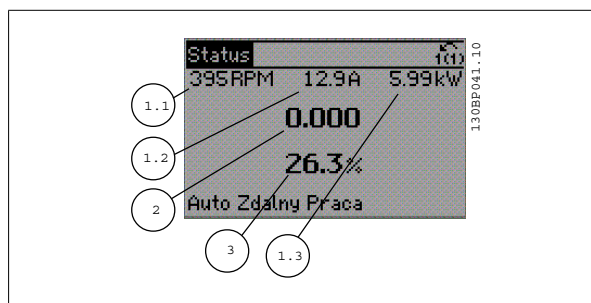 Status
1(1)
395RPM 12.9A 5.99kW
1.1
0.000
1.2
26.3%
2
Auto Zdalny Praca
3
1.3
130BP041.10